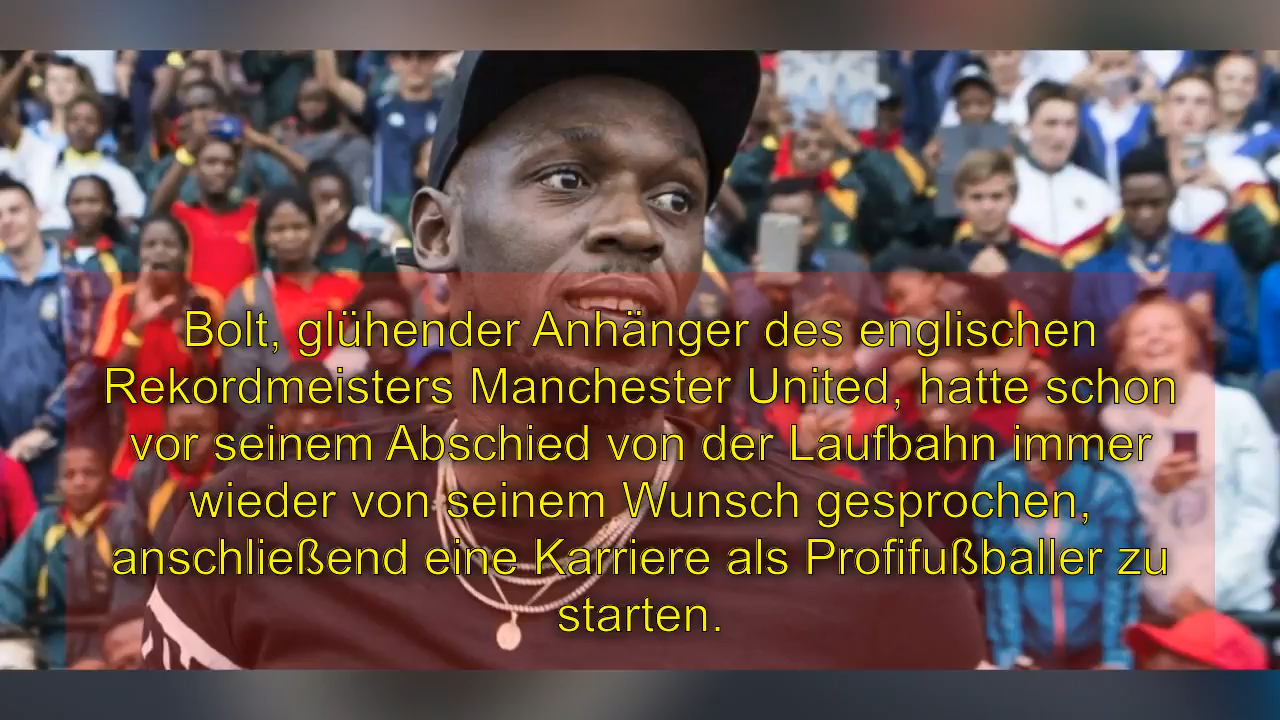 Bolt, glühender Anhänger des englischen
Rekordmeisters Manchester United, hatte schon
vor seinem Abschied von der Laufbahn immer
wieder von seinem Wunsch gesprochen,
anschließend eine Karriere als Profifußballer zu
starten.